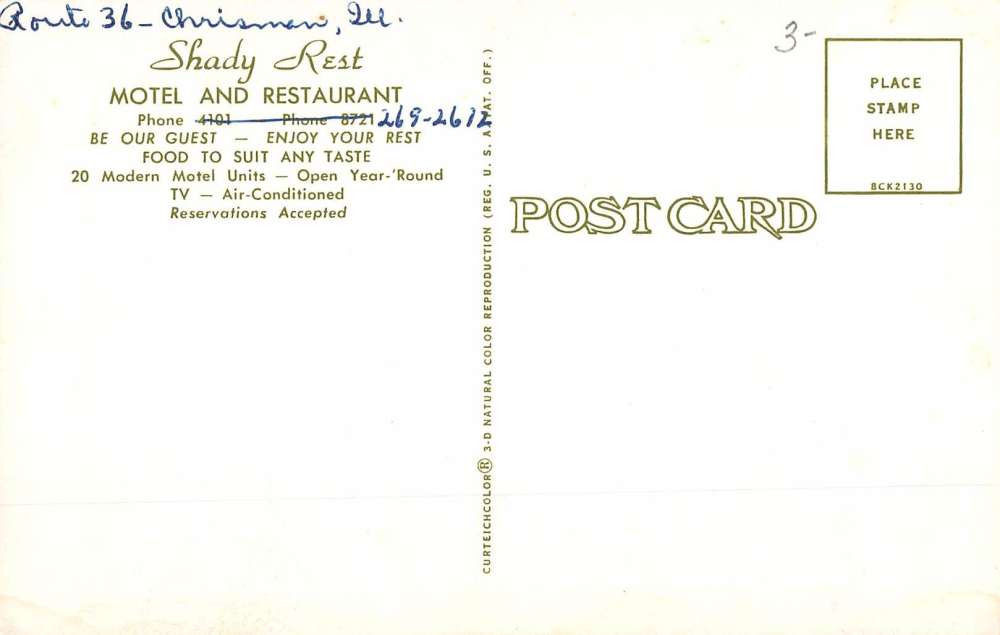 Route 36 - Chrisman, Ill.
Shady Rest
MOTEL AND RESTAURANT
Phone 4101 Phone 8721 269-2612
BE OUR GUEST — ENJOY YOUR REST
FOOD TO SUIT ANY TASTE
20 Modern Motel Units — Open Year-'Round
TV — Air-Conditioned
Reservations Accepted
CURTEICHCOLOR® 3-D NATURAL COLOR REPRODUCTION (REG. U. S. A. PAT. OFF.)
3-
PLACE
STAMP
HERE
8CK2130
POST CARD